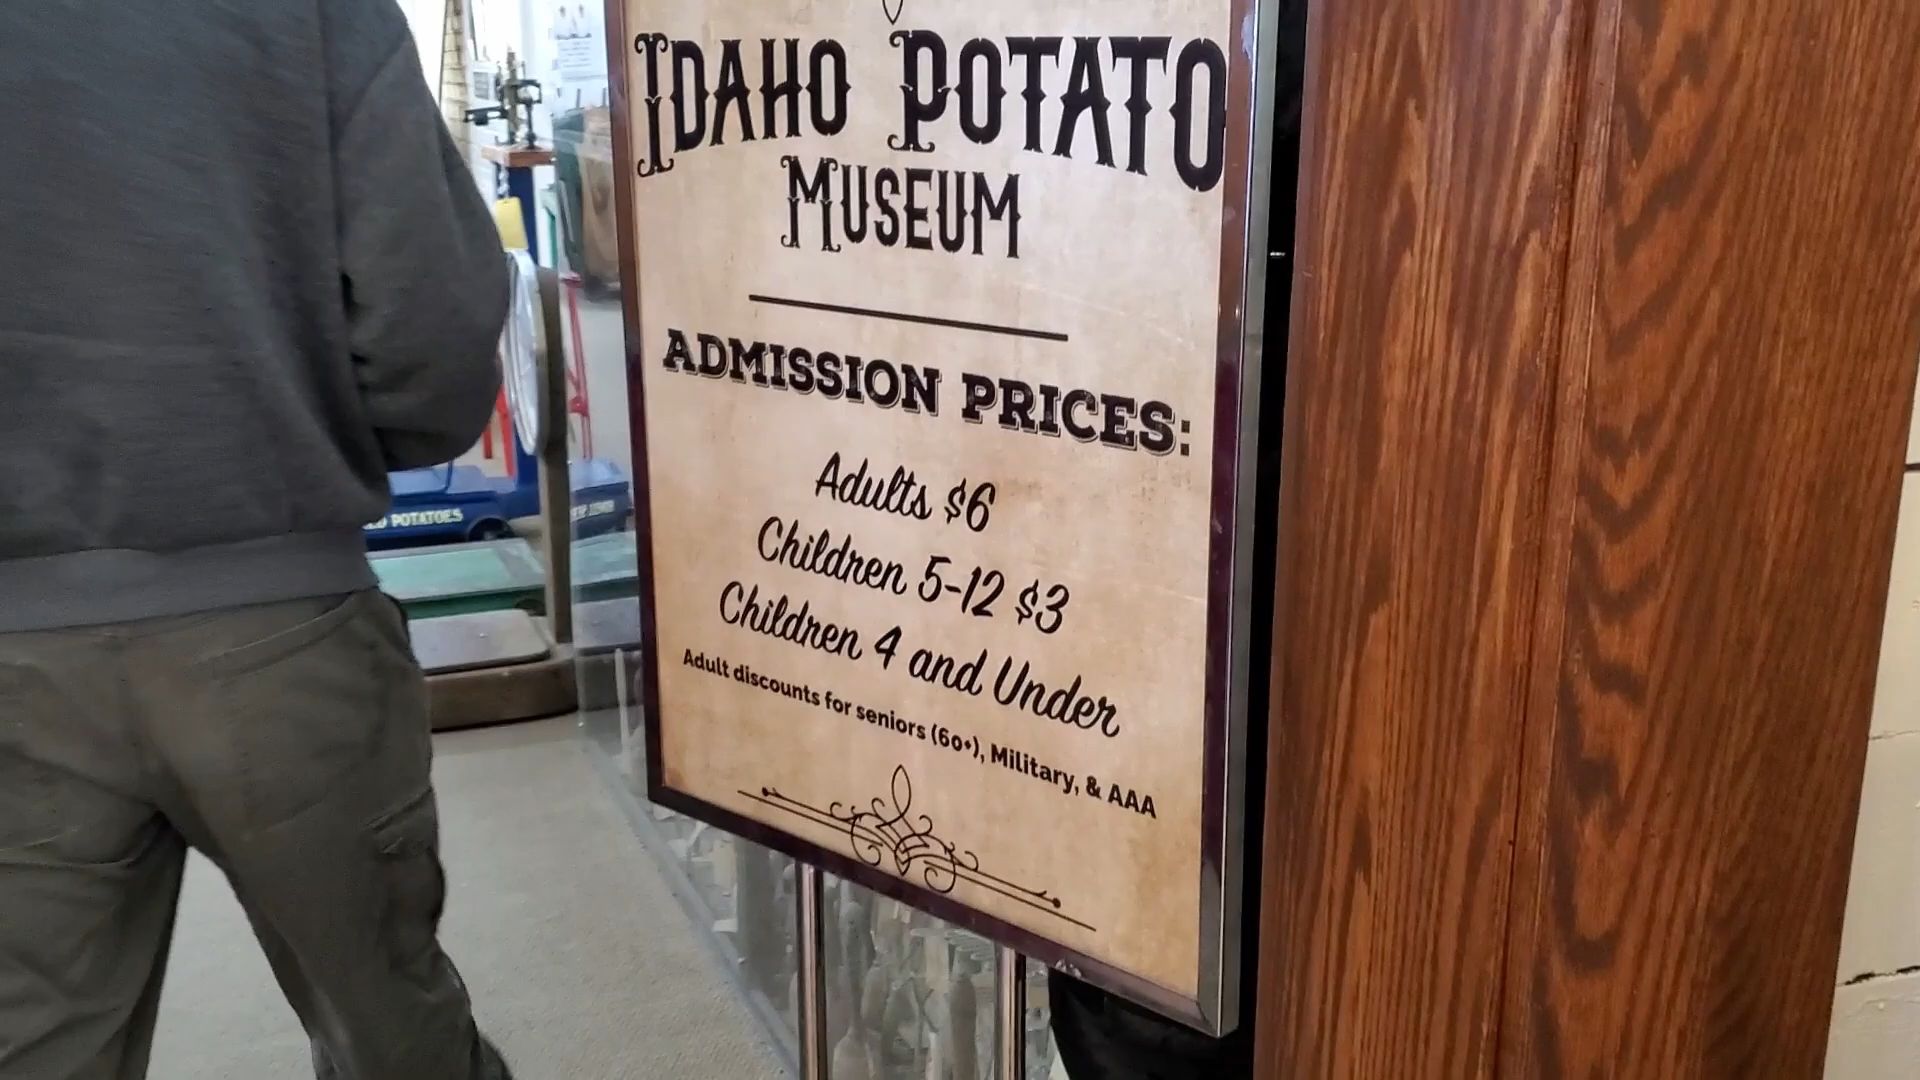 IDAHO POTATO
MUSEUM
ADMISSION PRICES:
Adults $6
Children 5-12 $3
Children 4 and Under
Adult discounts for seniors (60+), Military, & AAA
POTATOES